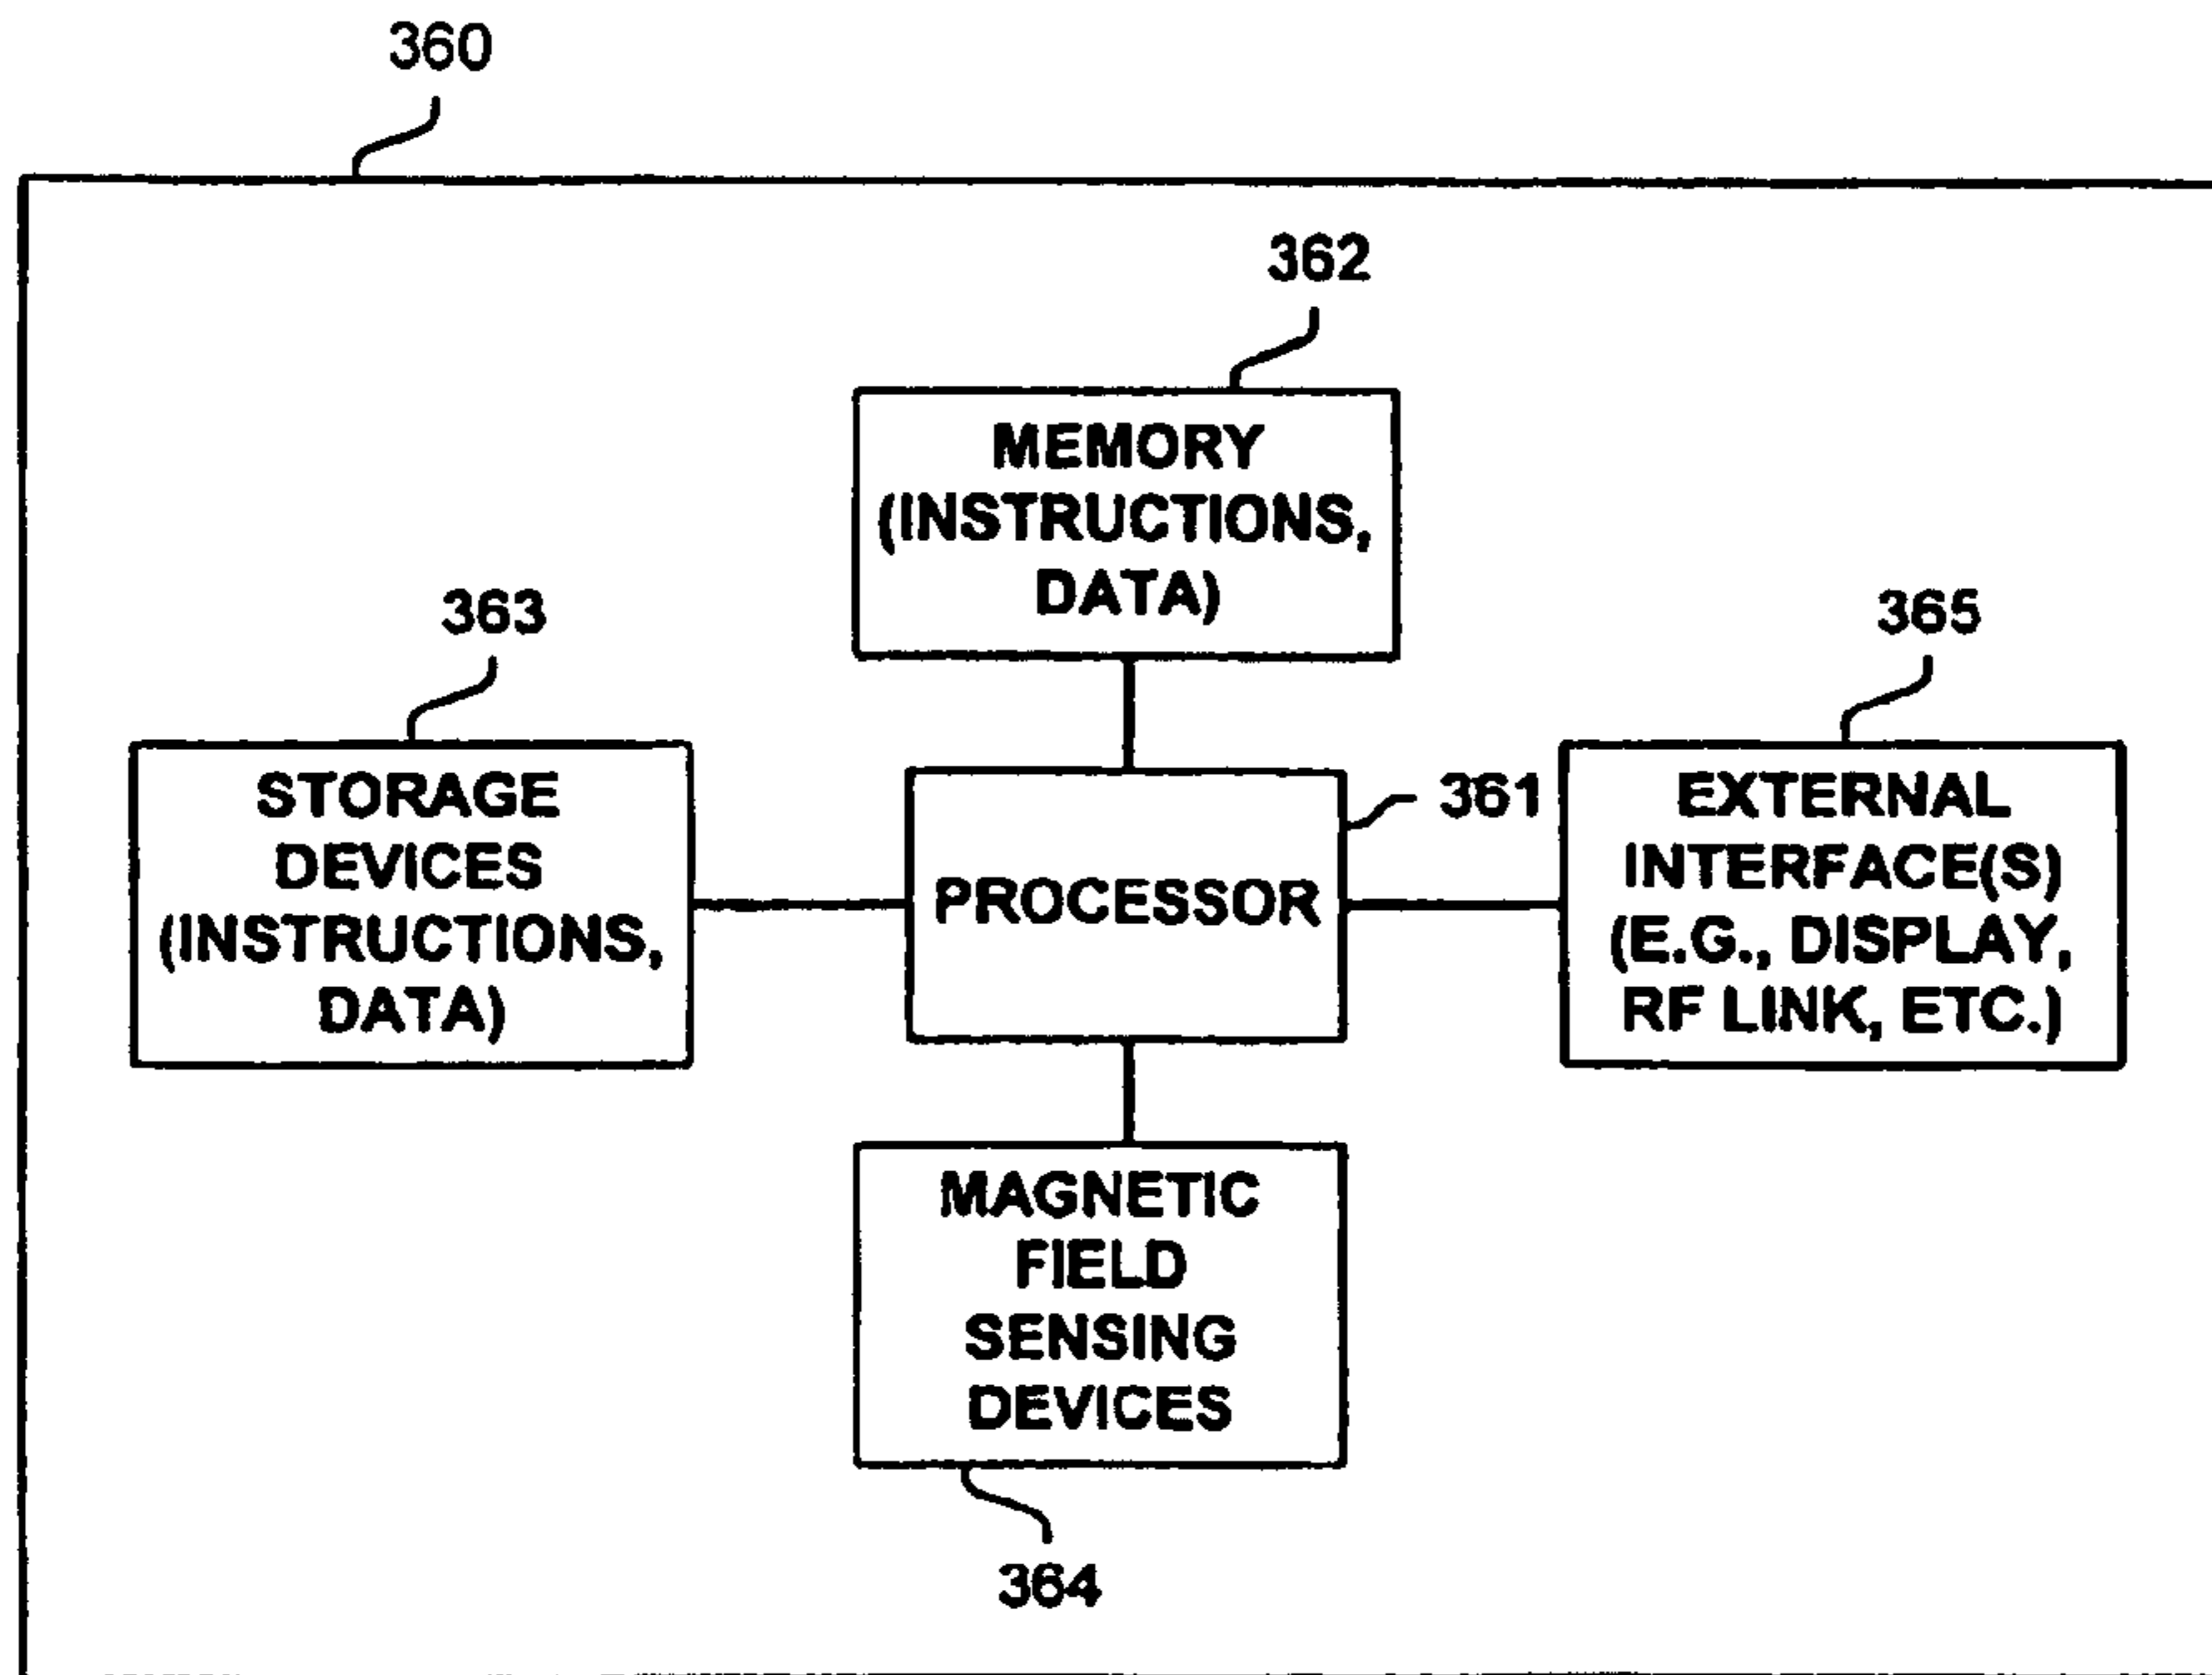 360
362
MEMORY
(INSTRUCTIONS,
DATA)
363
STORAGE
DEVICES
(INSTRUCTIONS,
DATA)
361
PROCESSOR
365
EXTERNAL
INTERFACE(S)
(E.G., DISPLAY,
RF LINK, ETC.)
MAGNETIC
FIELD
SENSING
DEVICES
364